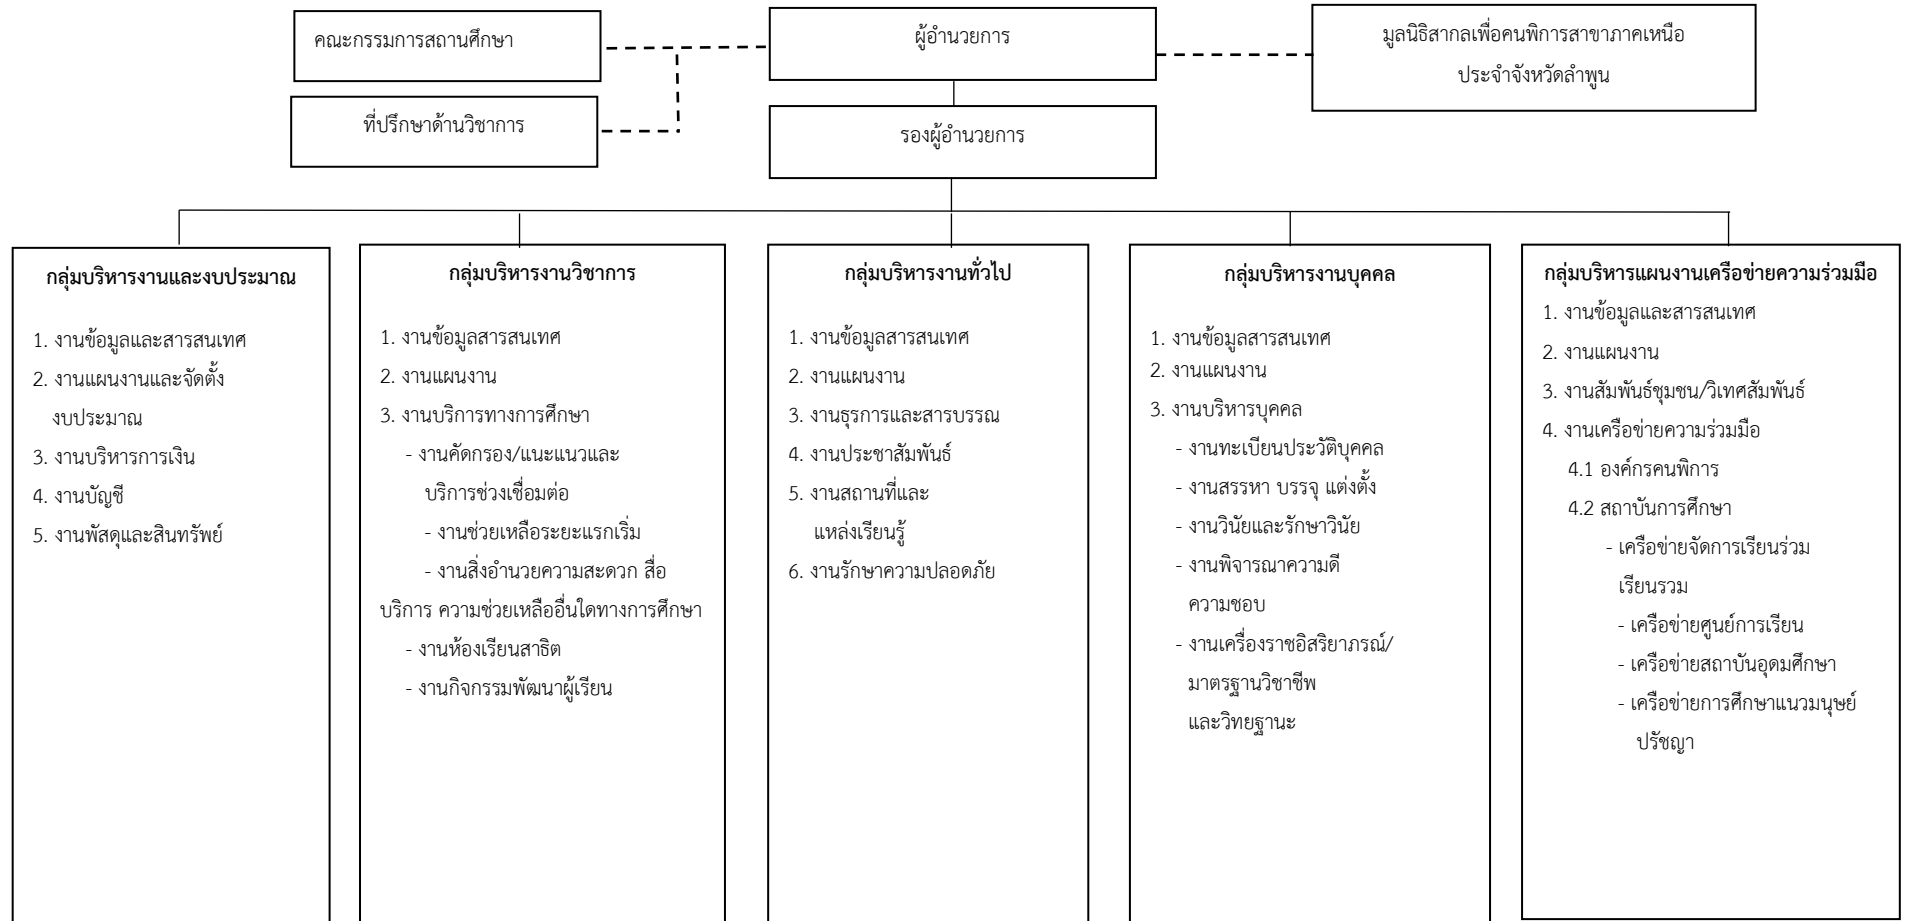 คณะกรรมการสถานศึกษา
ผู้อำนวยการ
มูลนิธิสากลเพื่อคนพิการสาขาภาคเหนือ
ประจำจังหวัดลำพูน
ที่ปรึกษาด้านวิชาการ
รองผู้อำนวยการ
กลุ่มบริหารงานและงบประมาณ
1. งานข้อมูลและสารสนเทศ
2. งานแผนงานและจัดตั้ง
งบประมาณ
3. งานบริหารการเงิน
4. งานบัญชี
5. งานพัสดุและสินทรัพย์
กลุ่มบริหารงานวิชาการ
1. งานข้อมูลสารสนเทศ
2. งานแผนงาน
3. งานบริการทางการศึกษา
- งานคัดกรอง/แนะแนวและ
บริการช่วงเชื่อมต่อ
- งานช่วยเหลือระยะแรกเริ่ม
- งานสิ่งอำนวยความสะดวก สื่อ
บริการ ความช่วยเหลืออื่นใดทางการศึกษา
- งานห้องเรียนสาธิต
- งานกิจกรรมพัฒนาผู้เรียน
กลุ่มบริหารงานทั่วไป
1. งานข้อมูลสารสนเทศ
2. งานแผนงาน
3. งานธุรการและสารบรรณ
4. งานประชาสัมพันธ์
5. งานสถานที่และ
แหล่งเรียนรู้
6. งานรักษาความปลอดภัย
กลุ่มบริหารงานบุคคล
1. งานข้อมูลสารสนเทศ
2. งานแผนงาน
3. งานบริหารบุคคล
- งานทะเบียนประวัติบุคคล
- งานสรรหา บรรจุ แต่งตั้ง
- งานวินัยและรักษาวินัย
- งานพิจารณาความดี
ความชอบ
- งานเครื่องราชอิสริยาภรณ์/
มาตรฐานวิชาชีพ
และวิทยฐานะ
กลุ่มบริหารแผนงานเครือข่ายความร่วมมือ
1. งานข้อมูลและสารสนเทศ
2. งานแผนงาน
3. งานสัมพันธ์ชุมชน/วิเทศสัมพันธ์
4. งานเครือข่ายความร่วมมือ
4.1 องค์กรคนพิการ
4.2 สถาบันการศึกษา
- เครือข่ายจัดการเรียนร่วม
เรียนรวม
- เครือข่ายศูนย์การเรียน
- เครือข่ายสถาบันอุดมศึกษา
- เครือข่ายการศึกษาแนวมนุษย์
ปรัชญา